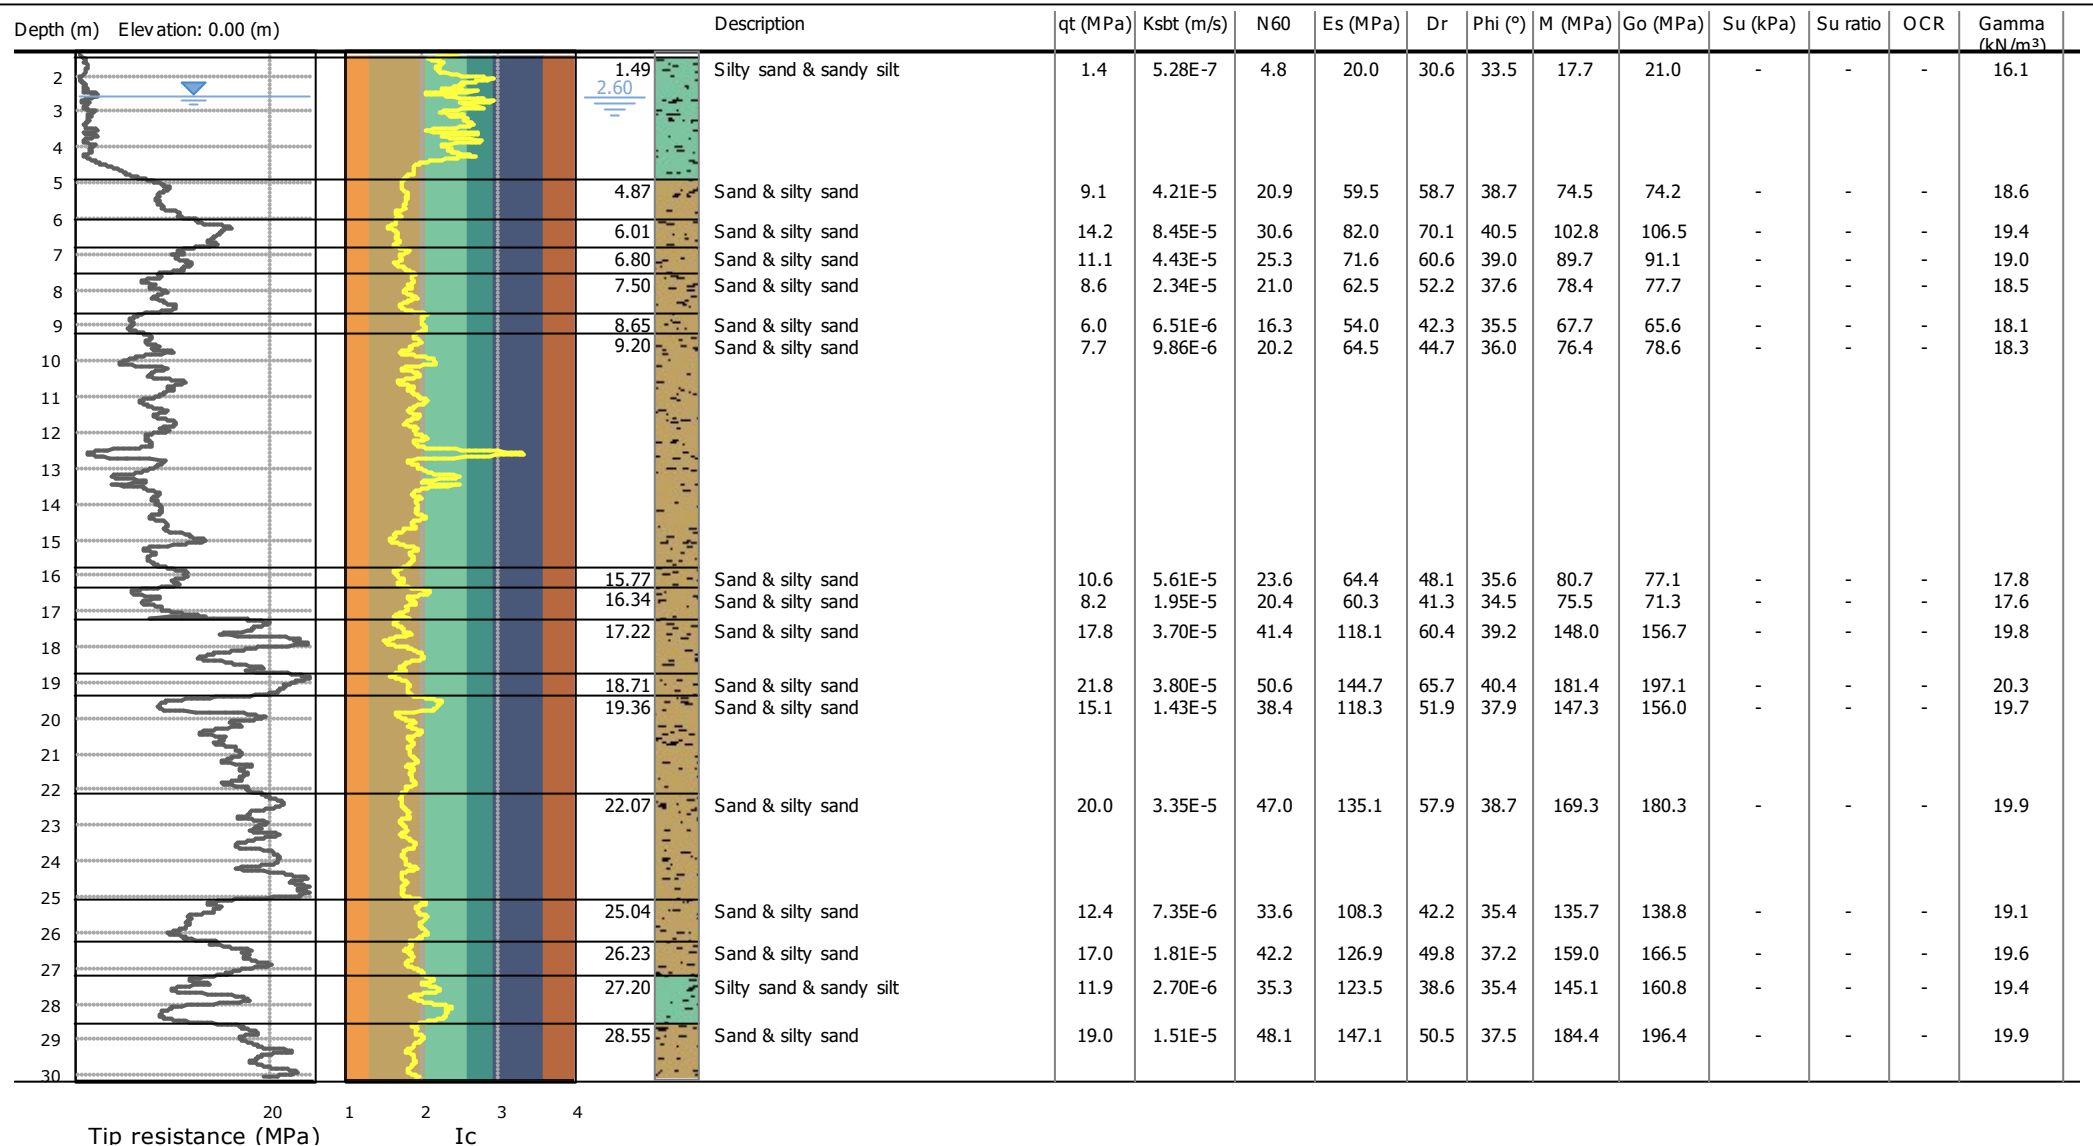 Depth (m) Elevation: 0.00 (m) Description qt (MPa) Ksbt (m/s) N60 Es (MPa) Dr Phi (°) M (MPa) Go (MPa) Su (kPa) Su ratio OCR Gamma
(kN/m³)
1.49 Silty sand & sandy silt 1.4 5.28E-7 4.8 20.0 30.6 33.5 17.7 21.0 - - - 16.1
2
2.60
3
4
5
4.87 Sand & silty sand 9.1 4.21E-5 20.9 59.5 58.7 38.7 74.5 74.2 - - - 18.6
6
6.01 Sand & silty sand 14.2 8.45E-5 30.6 82.0 70.1 40.5 102.8 106.5 - - - 19.4
7
6.80 Sand & silty sand 11.1 4.43E-5 25.3 71.6 60.6 39.0 89.7 91.1 - - - 19.0
7.50 Sand & silty sand 8.6 2.34E-5 21.0 62.5 52.2 37.6 78.4 77.7 - - - 18.5
8
9
8.65 Sand & silty sand 6.0 6.51E-6 16.3 54.0 42.3 35.5 67.7 65.6 - - - 18.1
9.20 Sand & silty sand 7.7 9.86E-6 20.2 64.5 44.7 36.0 76.4 78.6 - - - 18.3
10
11
12
13
14
15
16
15.77 Sand & silty sand 10.6 5.61E-5 23.6 64.4 48.1 35.6 80.7 77.1 - - - 17.8
16.34 Sand & silty sand 8.2 1.95E-5 20.4 60.3 41.3 34.5 75.5 71.3 - - - 17.6
17
17.22 Sand & silty sand 17.8 3.70E-5 41.4 118.1 60.4 39.2 148.0 156.7 - - - 19.8
18
19
18.71 Sand & silty sand 21.8 3.80E-5 50.6 144.7 65.7 40.4 181.4 197.1 - - - 20.3
19.36 Sand & silty sand 15.1 1.43E-5 38.4 118.3 51.9 37.9 147.3 156.0 - - - 19.7
20
21
22
22.07 Sand & silty sand 20.0 3.35E-5 47.0 135.1 57.9 38.7 169.3 180.3 - - - 19.9
23
24
25
25.04 Sand & silty sand 12.4 7.35E-6 33.6 108.3 42.2 35.4 135.7 138.8 - - - 19.1
26
26.23 Sand & silty sand 17.0 1.81E-5 42.2 126.9 49.8 37.2 159.0 166.5 - - - 19.6
27
27.20 Silty sand & sandy silt 11.9 2.70E-6 35.3 123.5 38.6 35.4 145.1 160.8 - - - 19.4
28
28.55 Sand & silty sand 19.0 1.51E-5 48.1 147.1 50.5 37.5 184.4 196.4 - - - 19.9
29
30
20 1 2 3 4
Tip resistance (MPa) Ic